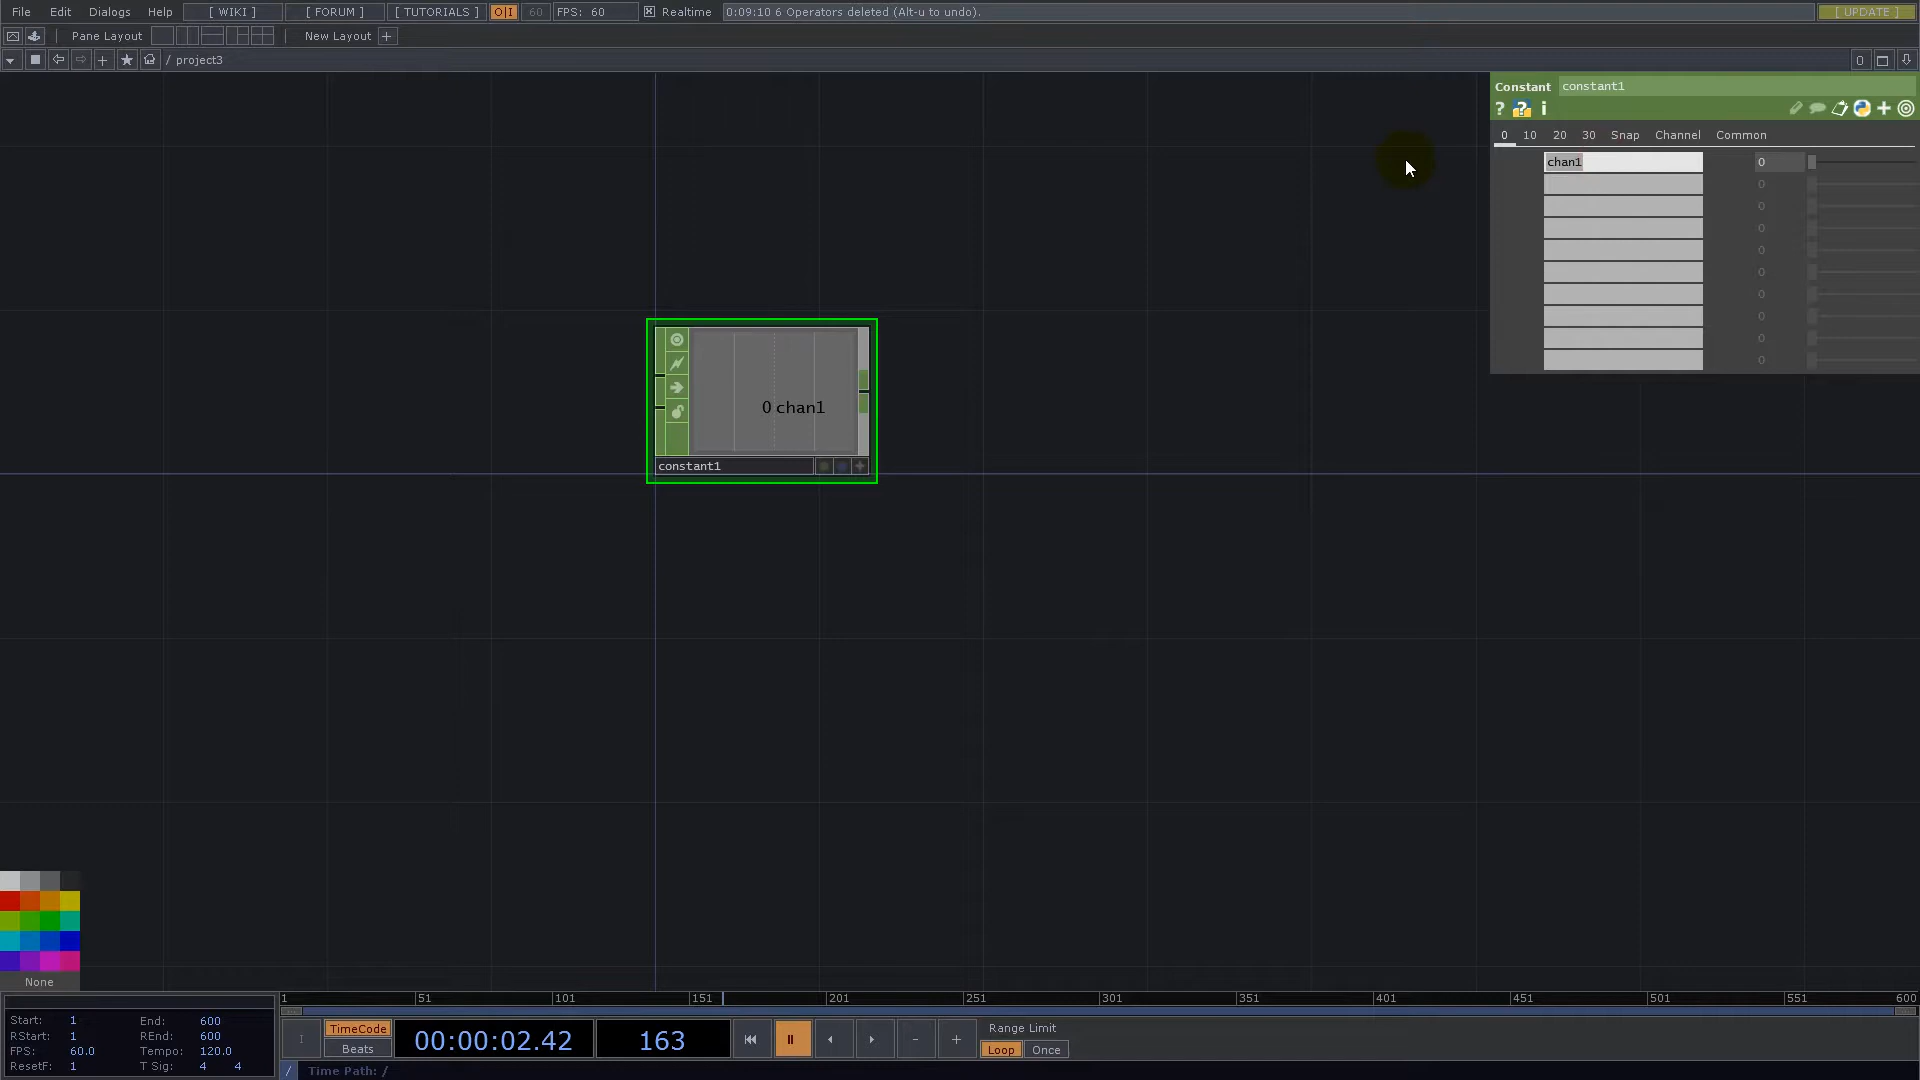 File Edit Dialogs Help [ WIKI ] [ FORUM ] [ TUTORIALS ] O|I 60 FPS: 60 Realtime 0:09:10 6 Operators deleted (Alt-u to undo). [ UPDATE ]
Pane Layout New Layout +
/ project3 0
Constant constant1
? ? i
0 10 20 30 Snap Channel Common
chan1 0
0
0
0
0
0
0
0
0
0
0 chan1
constant1
None
1 51 101 151 201 251 301 351 401 451 501 551 600
Start: 1 End: 600
RStart: 1 REnd: 600
FPS: 60.0 Tempo: 120.0
ResetF: 1 T Sig: 4 4
I TimeCode
Beats
00:00:02.42 163 - +
Range Limit
Loop Once
/ Time Path: /